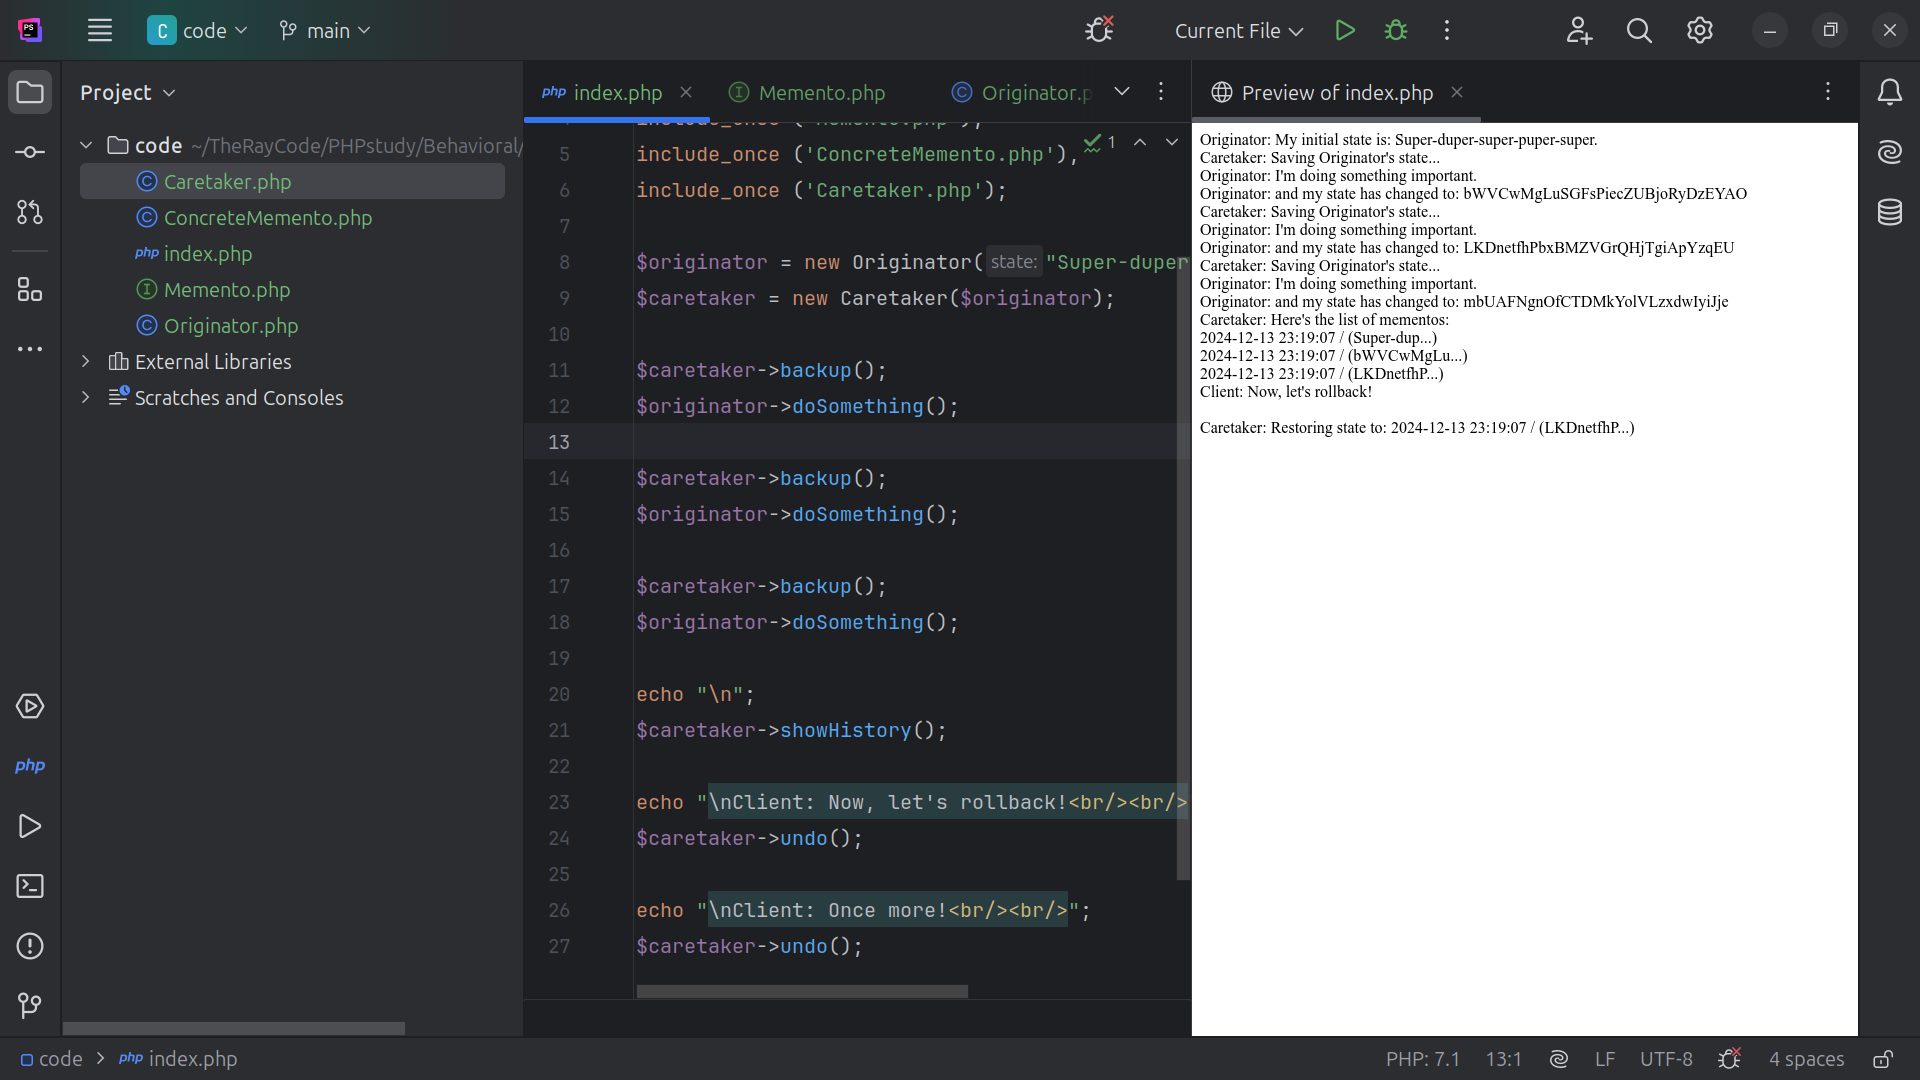 PS
C code main Current File
Project
code ~/TheRayCode/PHPstudy/Behavioral/
Caretaker.php
ConcreteMemento.php
php index.php
Memento.php
Originator.php
External Libraries
Scratches and Consoles
php index.php Memento.php Originator.p
5 include_once ('ConcreteMemento.php'); 1
6 include_once ('Caretaker.php');
7
8 $originator = new Originator( state: "Super-duper
9 $caretaker = new Caretaker($originator);
10
11 $caretaker->backup();
12 $originator->doSomething();
13
14 $caretaker->backup();
15 $originator->doSomething();
16
17 $caretaker->backup();
18 $originator->doSomething();
19
20 echo "\n";
21 $caretaker->showHistory();
22
23 echo "\nClient: Now, let's rollback!<br/><br/>
24 $caretaker->undo();
25
26 echo "\nClient: Once more!<br/><br/>";
27 $caretaker->undo();
Preview of index.php
Originator: My initial state is: Super-duper-super-puper-super.
Caretaker: Saving Originator's state...
Originator: I'm doing something important.
Originator: and my state has changed to: bWVCwMgLuSGFsPiecZUBjoRyDzEYAO
Caretaker: Saving Originator's state...
Originator: I'm doing something important.
Originator: and my state has changed to: LKDnetfhPbxBMZVGrQHjTgiApYzqEU
Caretaker: Saving Originator's state...
Originator: I'm doing something important.
Originator: and my state has changed to: mbUAFNgnOfCTDMkYolVLzxdwIyiJje
Caretaker: Here's the list of mementos:
2024-12-13 23:19:07 / (Super-dup...)
2024-12-13 23:19:07 / (bWVCwMgLu...)
2024-12-13 23:19:07 / (LKDnetfhP...)
Client: Now, let's rollback!
Caretaker: Restoring state to: 2024-12-13 23:19:07 / (LKDnetfhP...)
php
code php index.php PHP: 7.1 13:1 LF UTF-8 4 spaces